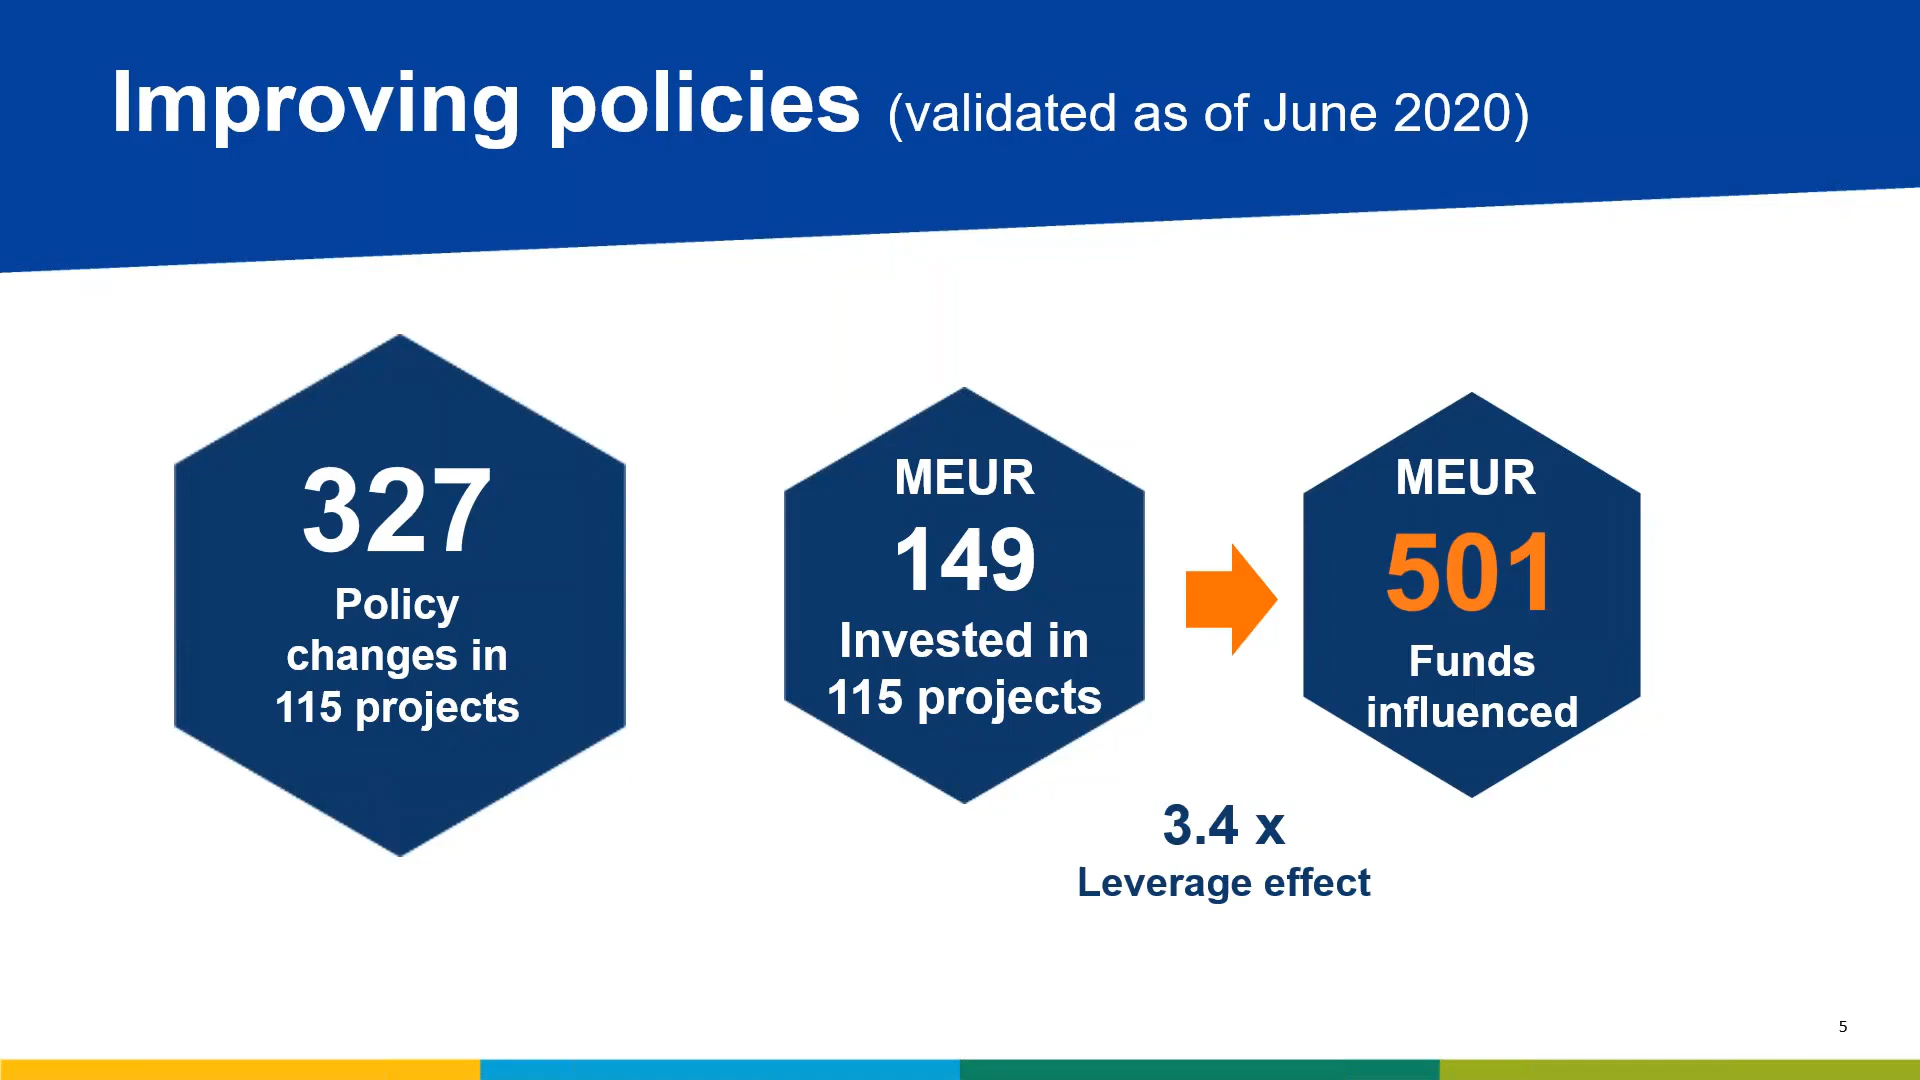 Improving policies (validated as of June 2020)
327
Policy
changes in
115 projects
MEUR
149
Invested in
115 projects
MEUR
501
Funds
influenced
3.4 x
Leverage effect
5